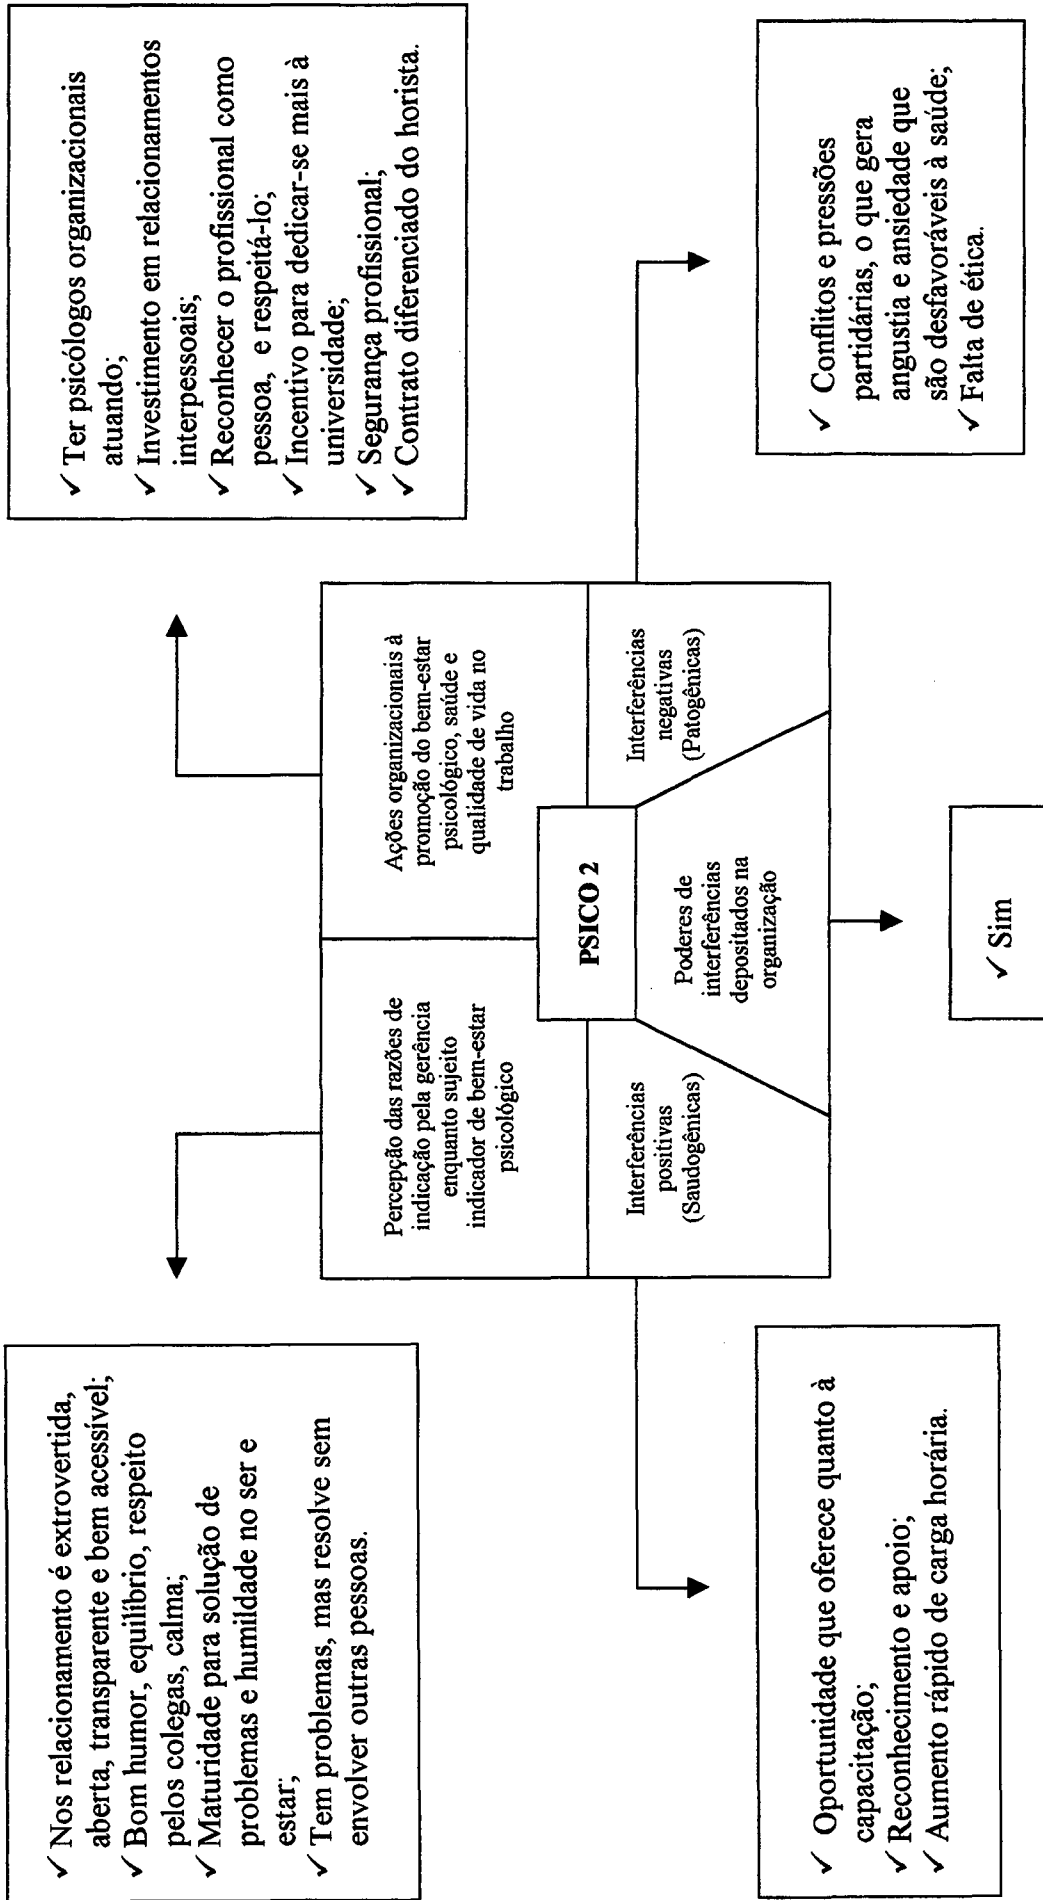 ✓ Nos relacionamento é extrovertida,
aberta, transparente e bem acessível;
✓ Bom humor, equilíbrio, respeito
pelos colegas, calma;
✓ Maturidade para solução de
problemas e humildade no ser e
estar;
✓ Tem problemas, mas resolve sem
envolver outras pessoas.
✓ Ter psicólogos organizacionais
atuando;
✓ Investimento em relacionamentos
interpessoais;
✓ Reconhecer o profissional como
pessoa, e respeitá-lo;
✓ Incentivo para dedicar-se mais à
universidade;
✓ Segurança profissional;
✓ Contrato diferenciado do horista.
Percepção das razões de
indicação pela gerência
enquanto sujeito
indicador de bem-estar
psicológico
Ações organizacionais à
promoção do bem-estar
psicológico, saúde e
qualidade de vida no
trabalho
PSICO 2
Interferências
positivas
(Saudogênicas)
Poderes de
interferências
depositados na
organização
Interferências
negativas
(Patogênicas)
✓ Oportunidade que oferece quanto à
capacitação;
✓ Reconhecimento e apoio;
✓ Aumento rápido de carga horária.
✓ Sim
✓ Conflitos e pressões
partidárias, o que gera
angustia e ansiedade que
são desfavoráveis à saúde;
✓ Falta de ética.